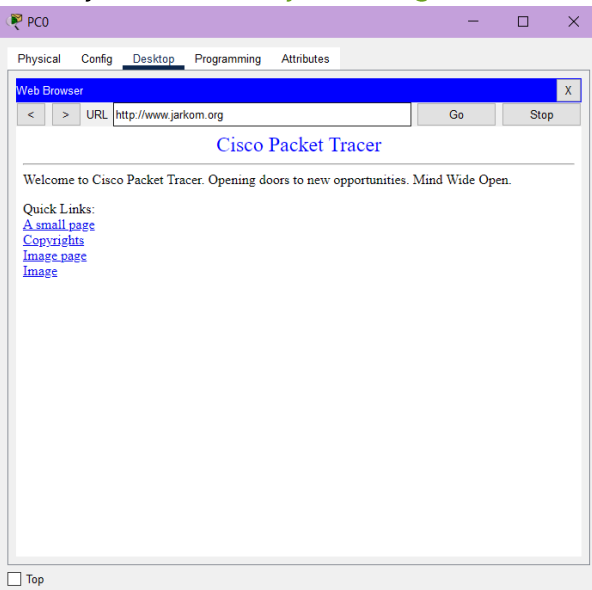 PC0
Physical Config Desktop Programming Attributes
Web Browser X
< > URL http://www.jarkom.org Go Stop
Cisco Packet Tracer
Welcome to Cisco Packet Tracer. Opening doors to new opportunities. Mind Wide Open.
Quick Links:
A small page
Copyrights
Image page
Image
Top